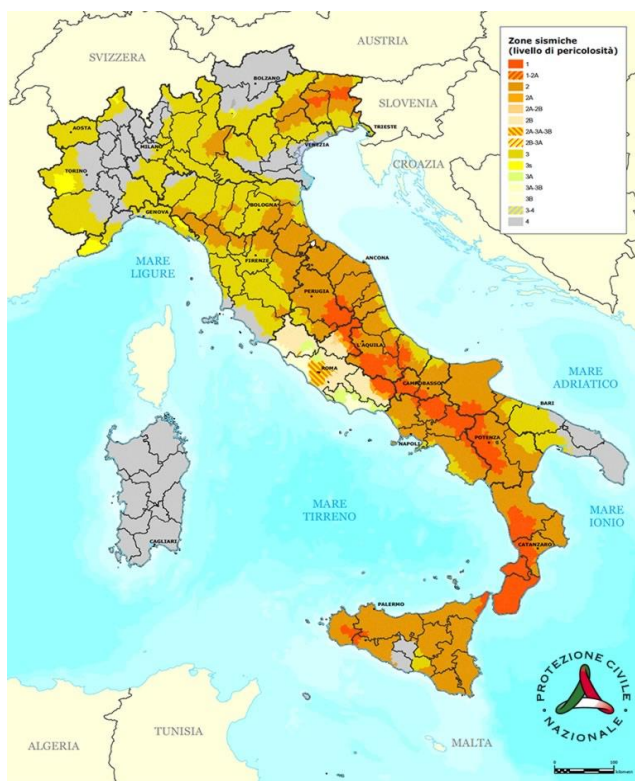 AUSTRIA
SVIZZERA
Zone sismiche
(livello di pericolosità)
1
1-2A
2
2A
2A-2B
2B
2A-3A-3B
2B-3A
3
3s
3A
3A-3B
3B
3-4
4
BOLZANO
SLOVENIA
AOSTA
TRIESTE
MILANO
VENEZIA
CROAZIA
TORINO
BOLOGNA
GENOVA
FIRENZE
ANCONA
MARE
LIGURE
PERUGIA
L'AQUILA
ROMA
MARE
ADRIATICO
CAMPOBASSO
BARI
NAPOLI
POTENZA
MARE
TIRRENO
MARE
IONIO
CAGLIARI
CATANZARO
PALERMO
PROTEZIONE CIVILE
NAZIONALE
TUNISIA
ALGERIA
MALTA
0
100